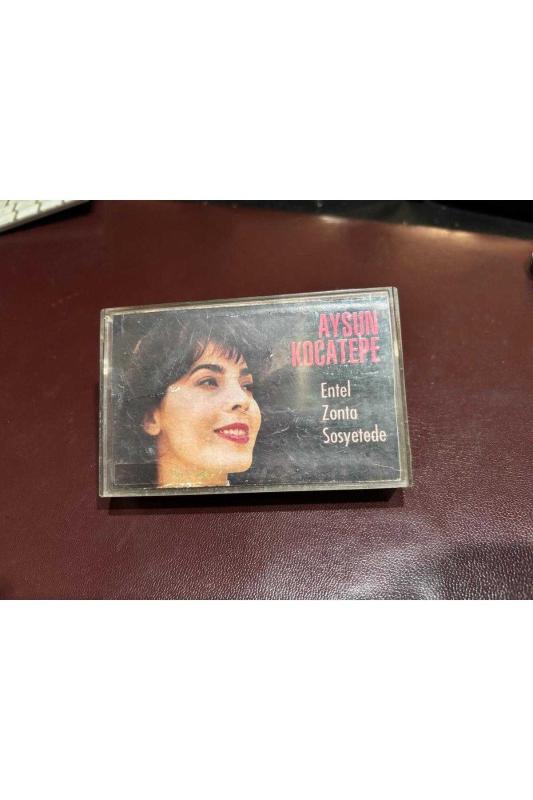 AYSUN
KOCATEPE
Entel
Zonta
Sosyetede